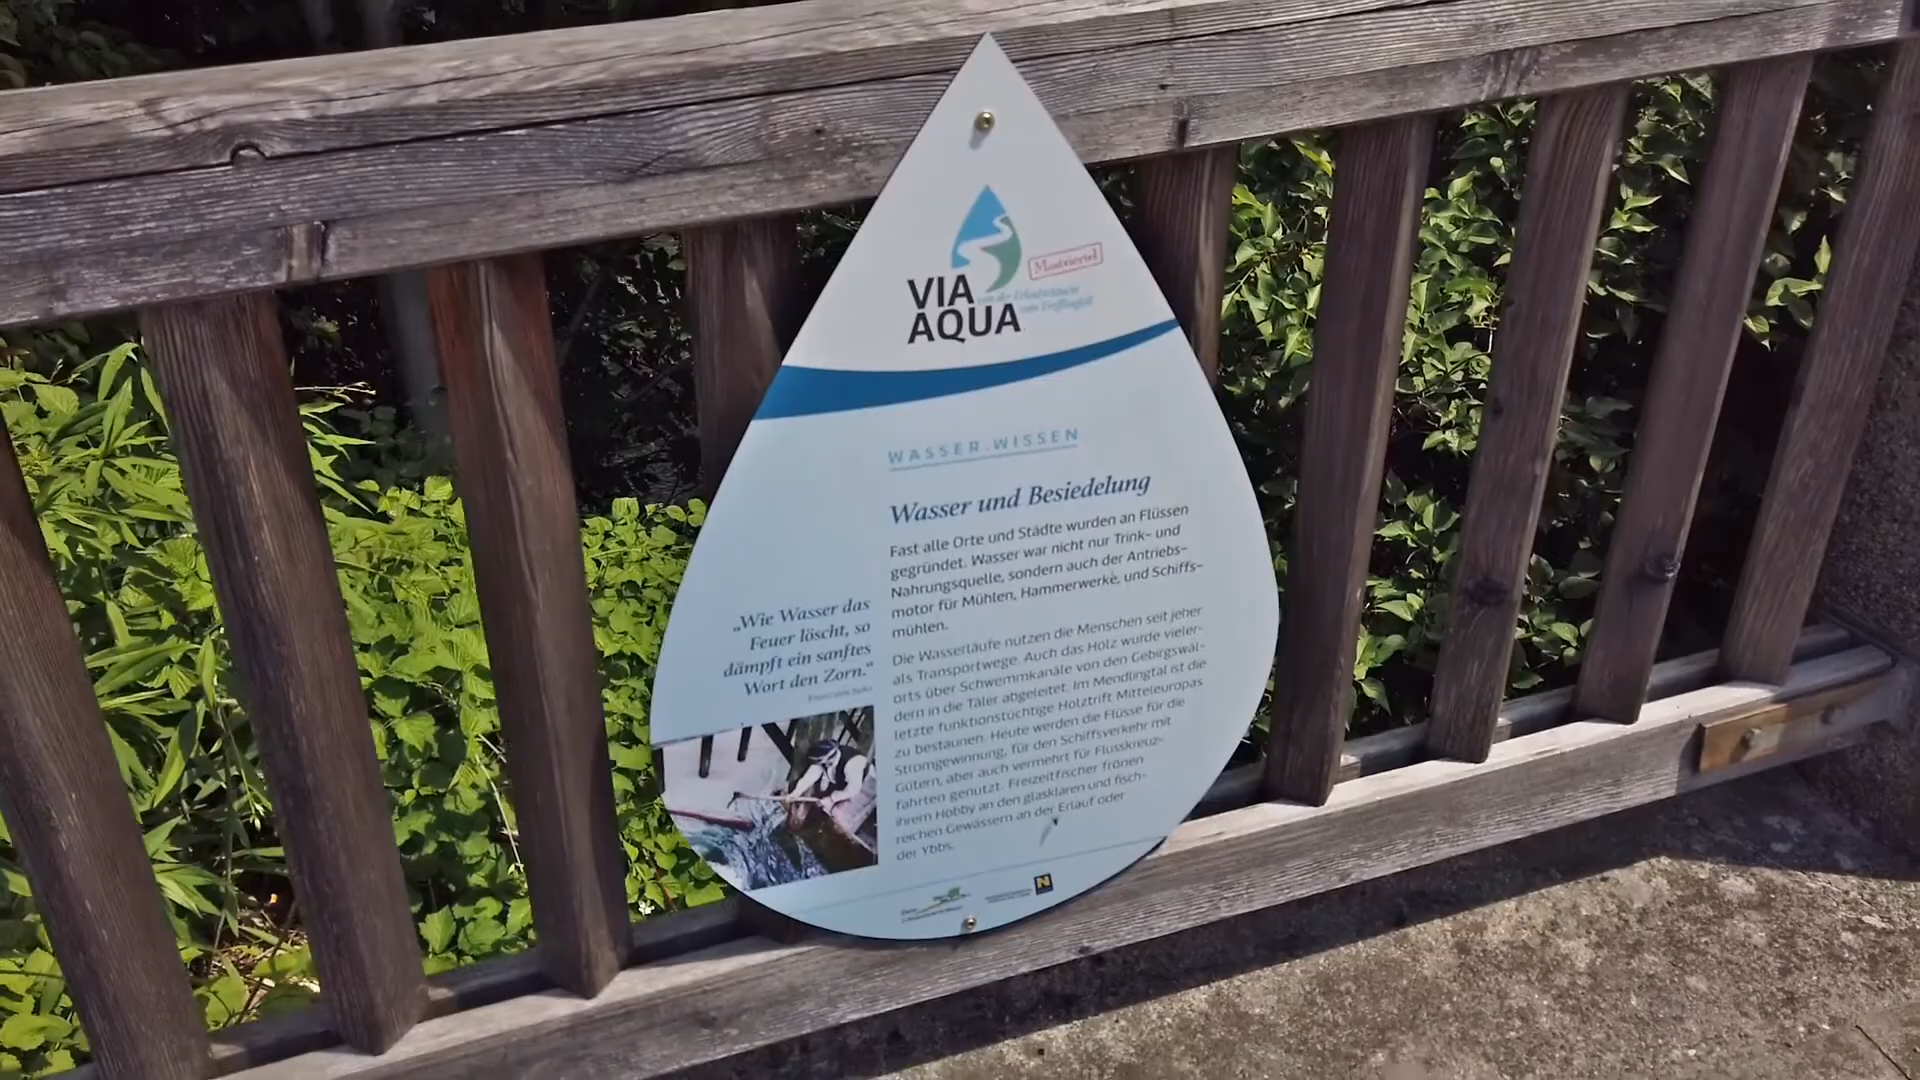 Mostviertel
VIA
AQUA
WASSER.WISSEN
Wasser und Besiedelung
Fast alle Orte und Städte wurden an Flüssen
gegründet. Wasser war nicht nur Trink- und
Nahrungsquelle, sondern auch der Antriebs-
motor für Mühlen, Hammerwerke, und Schiffs-
mühlen.
„Wie Wasser das
Feuer löscht, so
dämpft ein sanftes
Wort den Zorn.“
Die Wasserläufe nutzen die Menschen seit jeher
als Transportwege. Auch das Holz wurde vieler-
orts über Schwemmkanäle von den Gebirgswäl-
dern in die Täler abgeleitet. Im Mendlingtal ist die
letzte funktionstüchtige Holztrift Mitteleuropas
zu bestaunen. Heute werden die Flüsse für die
Stromgewinnung, für den Schiffsverkehr mit
Gütern, aber auch vermehrt für Flusskreuz-
fahrten genutzt. Freizeitfischer frönen
ihrem Hobby an den glasklaren und fisch-
reichen Gewässern an der Erlauf oder
der Ybbs.
N